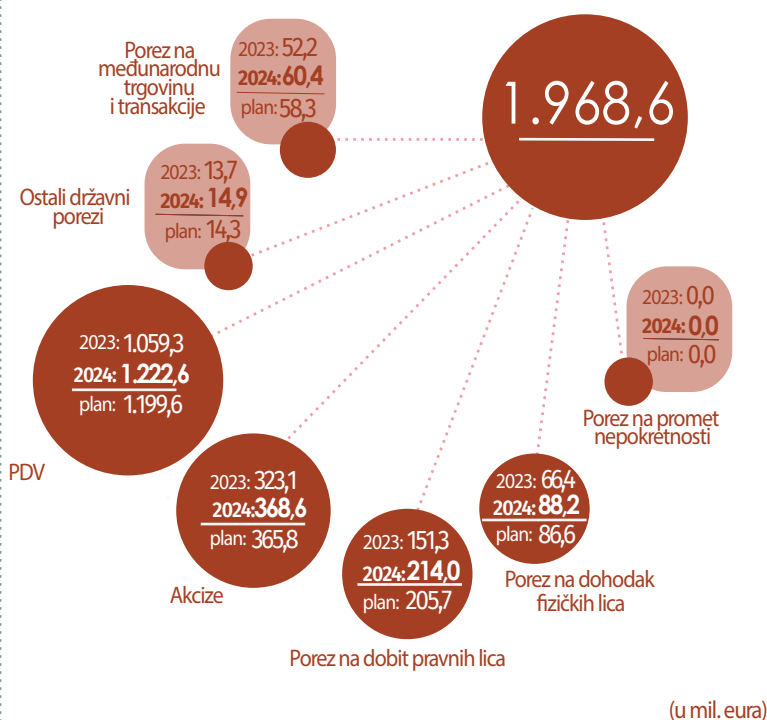 Porez na
međunarodnu
trgovinu
i transakcije
2023: 52,2
2024: 60,4
plan: 58,3
1.968,6
Ostali državni
porezi
2023: 13,7
2024: 14,9
plan: 14,3
2023: 0,0
2024: 0,0
plan: 0,0
Porez na promet
nepokretnosti
2023: 1.059,3
2024: 1.222,6
plan: 1.199,6
PDV
2023: 323,1
2024: 368,6
plan: 365,8
Akcize
2023: 151,3
2024: 214,0
plan: 205,7
Porez na dobit pravnih lica
2023: 66,4
2024: 88,2
plan: 86,6
Porez na dohodak
fizičkih lica
(u mil. eura)